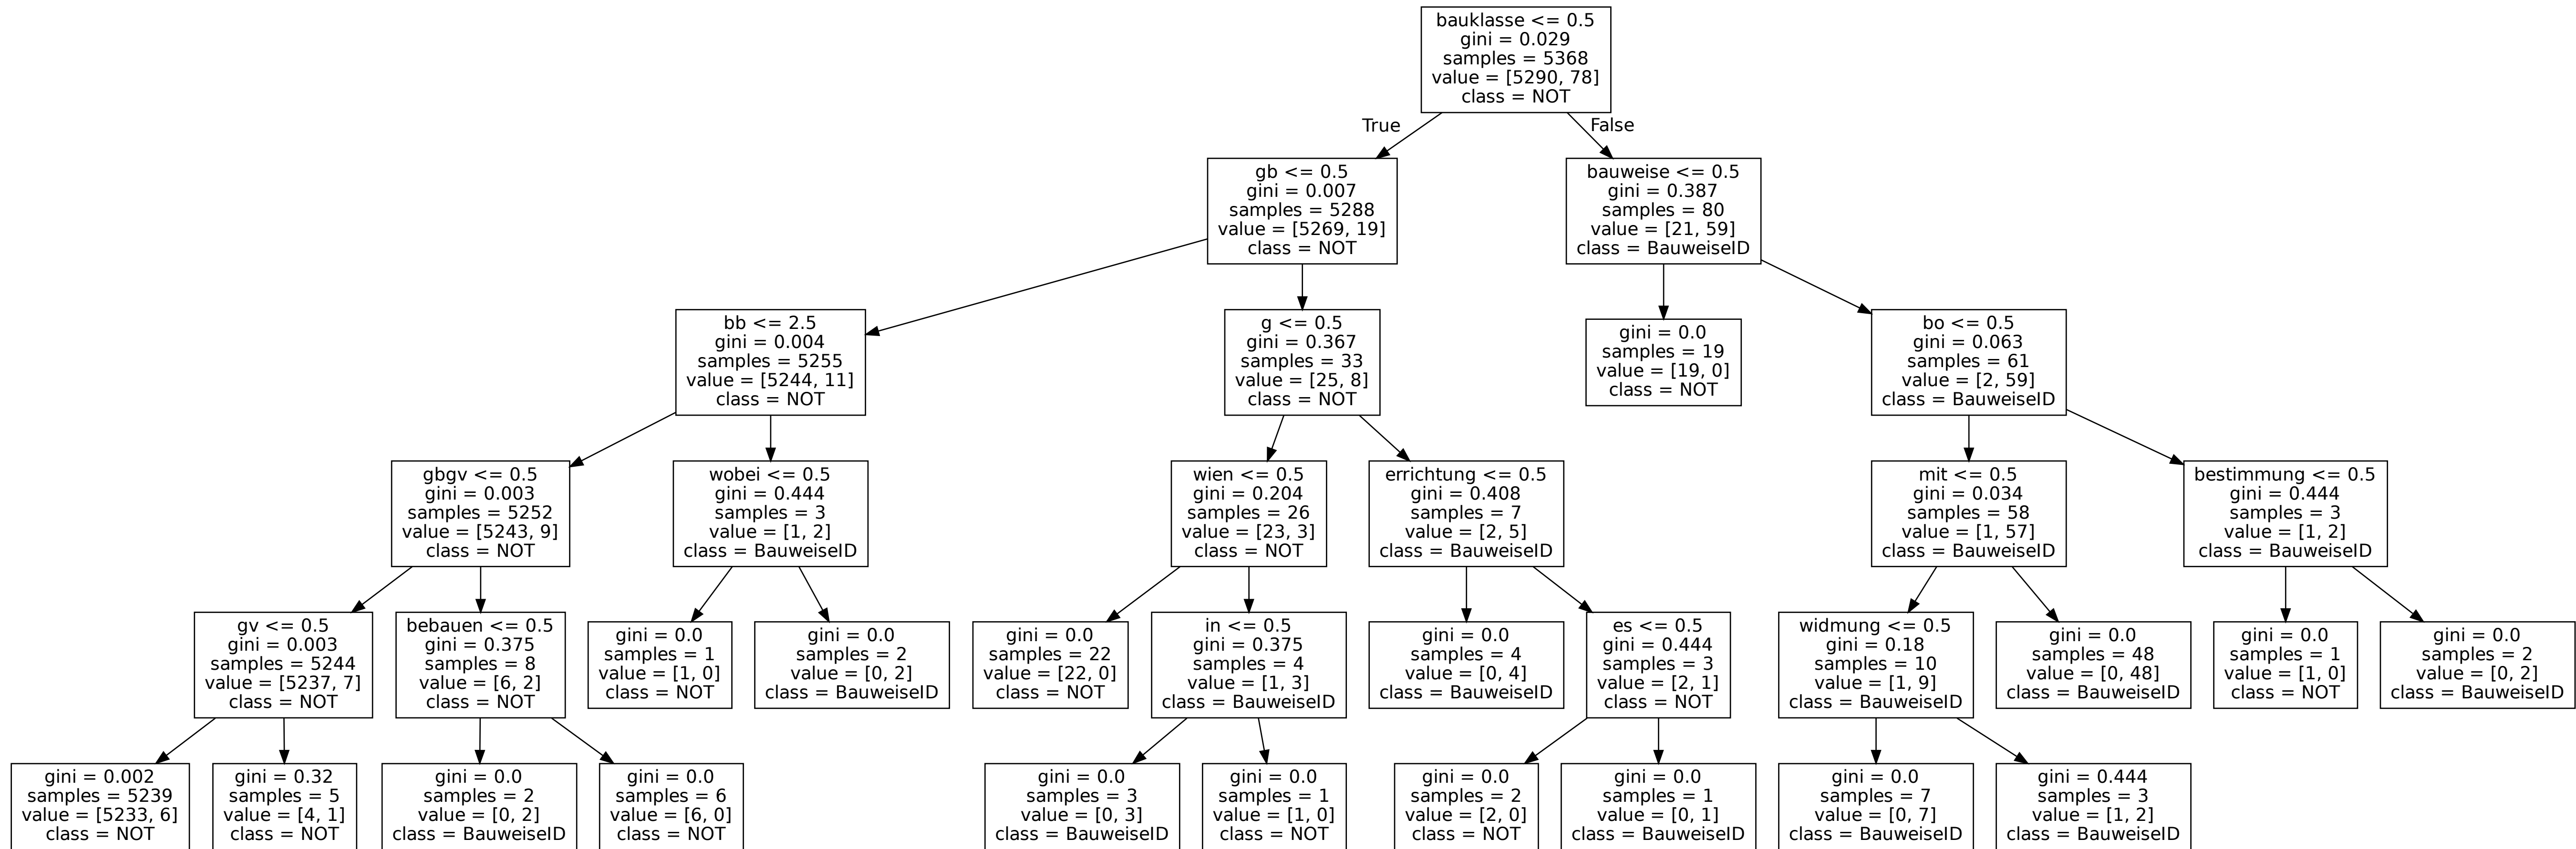 bauklasse <= 0.5
gini = 0.029
samples = 5368
value = [5290, 78]
class = NOT
True
False
gb <= 0.5
gini = 0.007
samples = 5288
value = [5269, 19]
class = NOT
bauweise <= 0.5
gini = 0.387
samples = 80
value = [21, 59]
class = BauweiseID
bb <= 2.5
gini = 0.004
samples = 5255
value = [5244, 11]
class = NOT
g <= 0.5
gini = 0.367
samples = 33
value = [25, 8]
class = NOT
gini = 0.0
samples = 19
value = [19, 0]
class = NOT
bo <= 0.5
gini = 0.063
samples = 61
value = [2, 59]
class = BauweiseID
gbgv <= 0.5
gini = 0.003
samples = 5252
value = [5243, 9]
class = NOT
wobei <= 0.5
gini = 0.444
samples = 3
value = [1, 2]
class = BauweiseID
wien <= 0.5
gini = 0.204
samples = 26
value = [23, 3]
class = NOT
errichtung <= 0.5
gini = 0.408
samples = 7
value = [2, 5]
class = BauweiseID
mit <= 0.5
gini = 0.034
samples = 58
value = [1, 57]
class = BauweiseID
bestimmung <= 0.5
gini = 0.444
samples = 3
value = [1, 2]
class = BauweiseID
gv <= 0.5
gini = 0.003
samples = 5244
value = [5237, 7]
class = NOT
bebauen <= 0.5
gini = 0.375
samples = 8
value = [6, 2]
class = NOT
gini = 0.0
samples = 1
value = [1, 0]
class = NOT
gini = 0.0
samples = 2
value = [0, 2]
class = BauweiseID
gini = 0.0
samples = 22
value = [22, 0]
class = NOT
in <= 0.5
gini = 0.375
samples = 4
value = [1, 3]
class = BauweiseID
gini = 0.0
samples = 4
value = [0, 4]
class = BauweiseID
es <= 0.5
gini = 0.444
samples = 3
value = [2, 1]
class = NOT
widmung <= 0.5
gini = 0.18
samples = 10
value = [1, 9]
class = BauweiseID
gini = 0.0
samples = 48
value = [0, 48]
class = BauweiseID
gini = 0.0
samples = 1
value = [1, 0]
class = NOT
gini = 0.0
samples = 2
value = [0, 2]
class = BauweiseID
gini = 0.002
samples = 5239
value = [5233, 6]
class = NOT
gini = 0.32
samples = 5
value = [4, 1]
class = NOT
gini = 0.0
samples = 2
value = [0, 2]
class = BauweiseID
gini = 0.0
samples = 6
value = [6, 0]
class = NOT
gini = 0.0
samples = 3
value = [0, 3]
class = BauweiseID
gini = 0.0
samples = 1
value = [1, 0]
class = NOT
gini = 0.0
samples = 2
value = [2, 0]
class = NOT
gini = 0.0
samples = 1
value = [0, 1]
class = BauweiseID
gini = 0.0
samples = 7
value = [0, 7]
class = BauweiseID
gini = 0.444
samples = 3
value = [1, 2]
class = BauweiseID